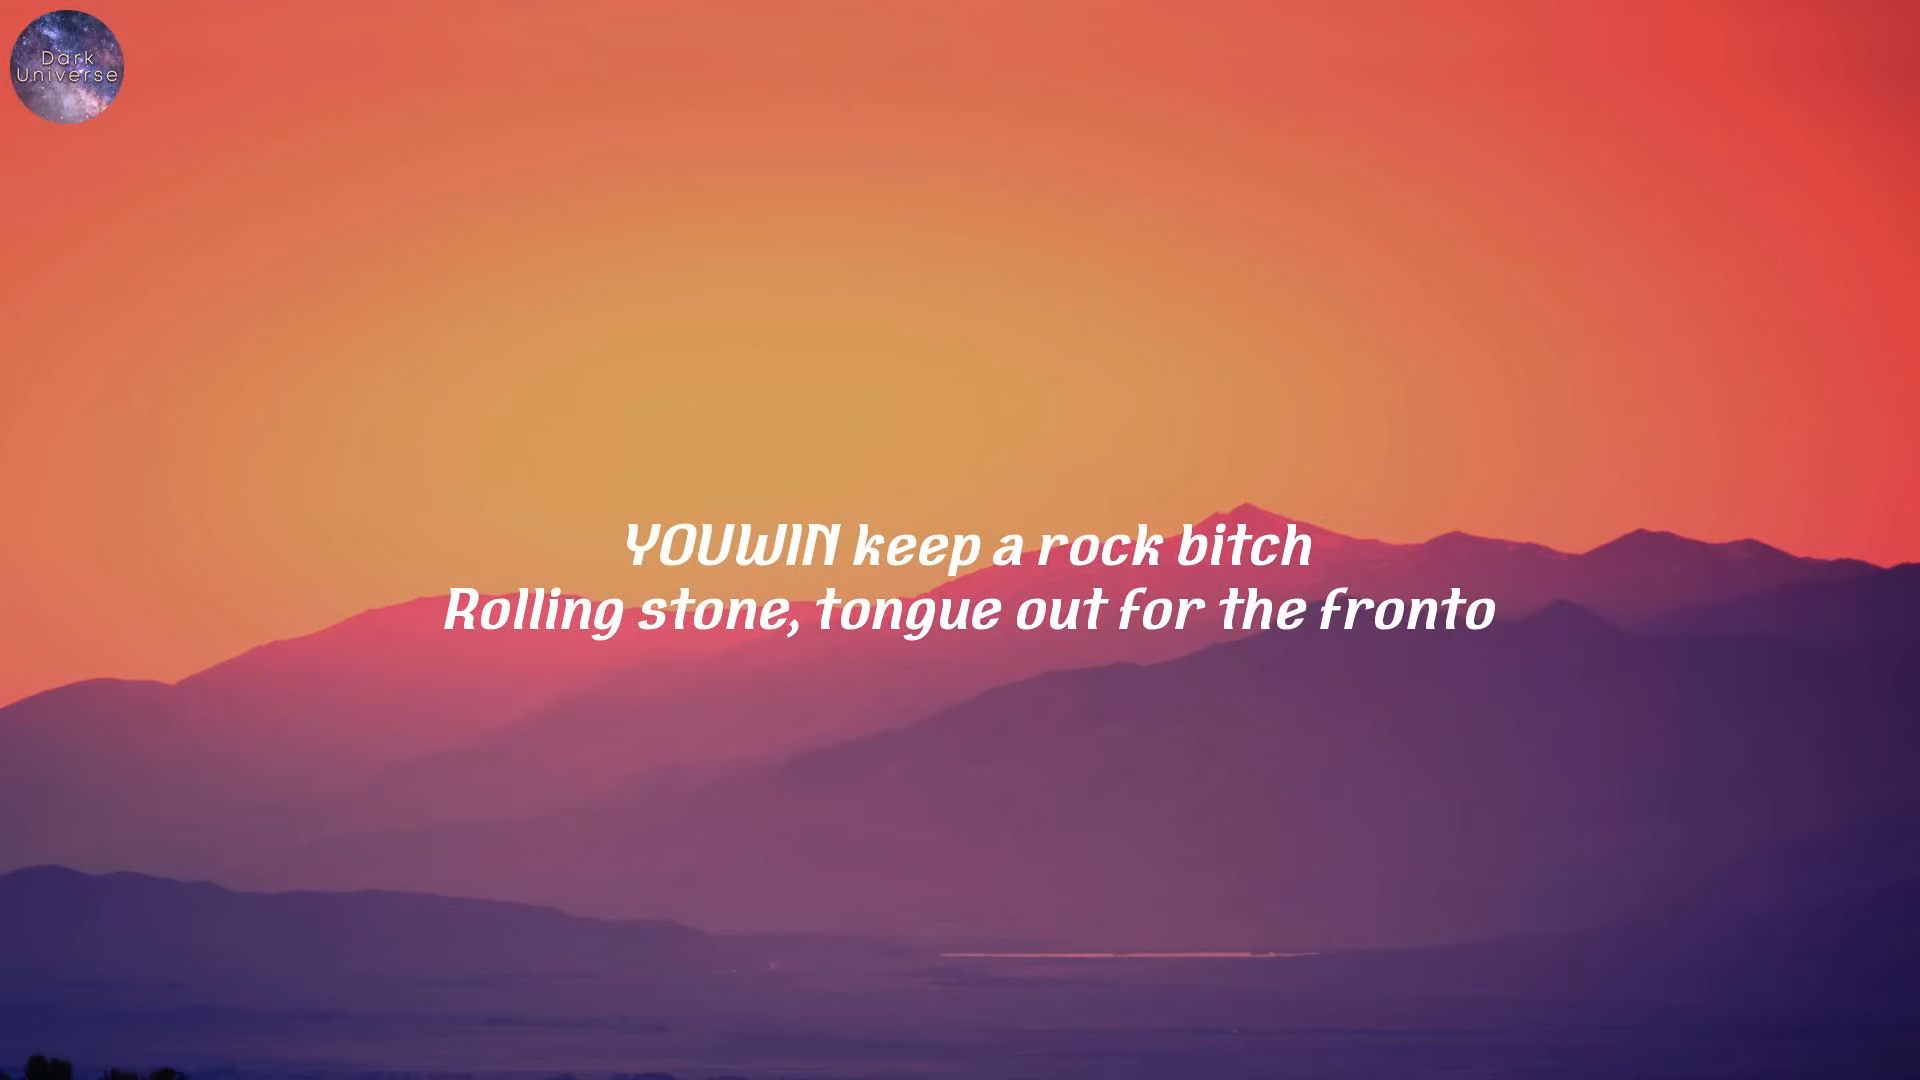 Dark
Universe
YOUWIN keep a rock bitch
Rolling stone, tongue out for the fronto